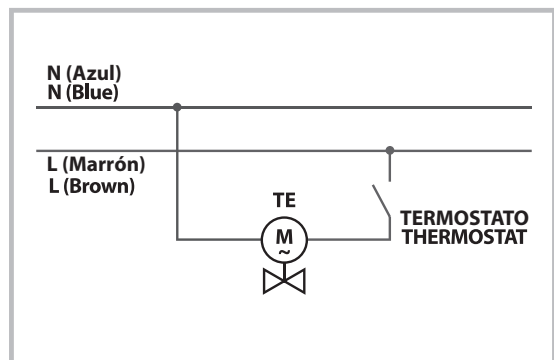 N (Azul)
N (Blue)
L (Marrón)
L (Brown)
TE
M
~
TERMOSTATO
THERMOSTAT